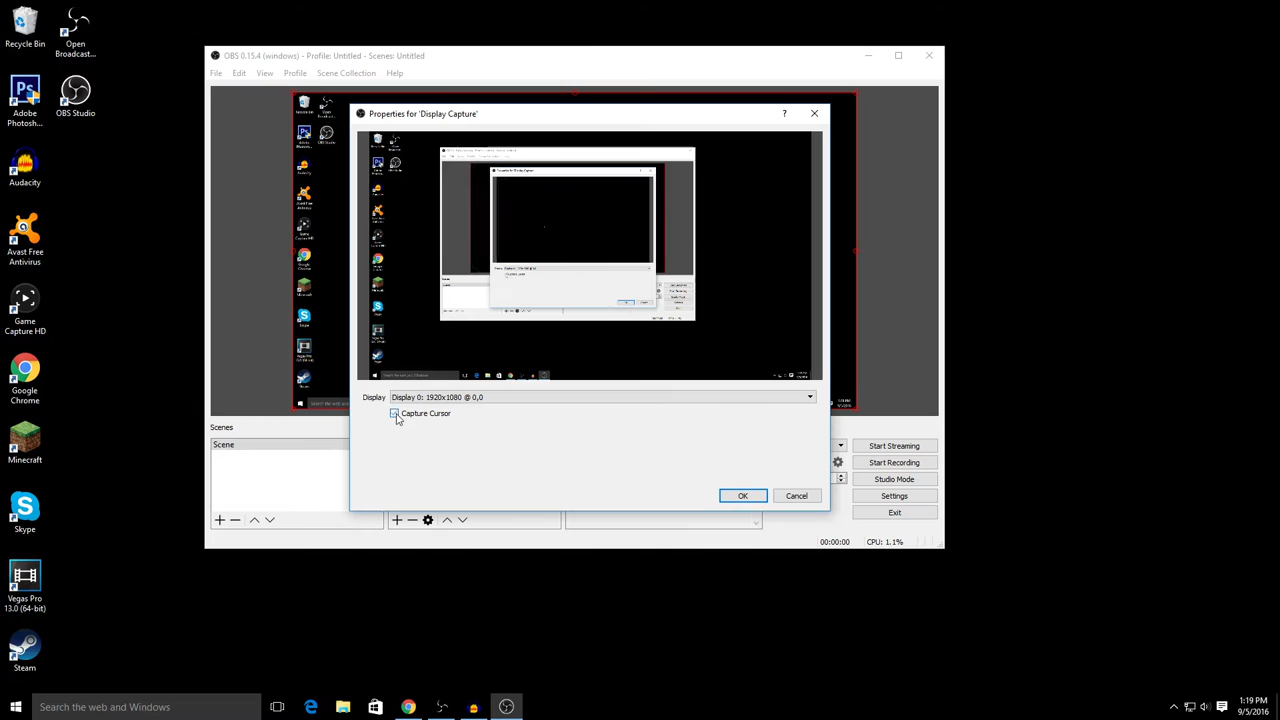 Recycle Bin
Open
Broadcast...
Adobe
Photosh...
OBS Studio
Audacity
Avast Free
Antivirus
Game
Capture HD
Google
Chrome
Minecraft
Skype
Vegas Pro
13.0 (64-bit)
Steam
OBS 0.15.4 (windows) - Profile: Untitled - Scenes: Untitled
File Edit View Profile Scene Collection Help
Properties for 'Display Capture'
?
Display Display 0: 1920x1080 @ 0,0
Capture Cursor
OK Cancel
Scenes
Scene
Start Streaming
Start Recording
Studio Mode
Settings
Exit
00:00:00 CPU: 1.1%
Search the web and Windows
1:19 PM
9/5/2016